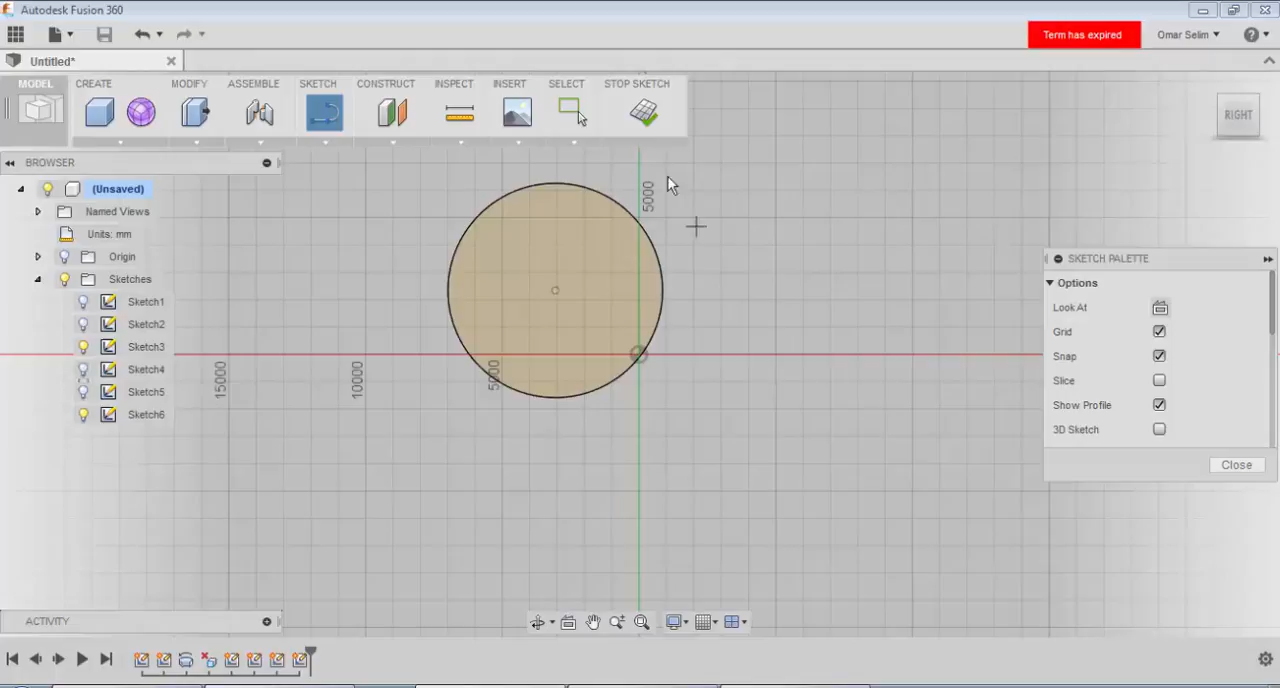 Autodesk Fusion 360
Term has expired
Omar Selim
Untitled*
MODEL
CREATE
MODIFY
ASSEMBLE
SKETCH
CONSTRUCT
INSPECT
INSERT
SELECT
STOP SKETCH
RIGHT
BROWSER
(Unsaved)
Named Views
Units: mm
Origin
Sketches
Sketch1
Sketch2
Sketch3
Sketch4
Sketch5
Sketch6
5000
15000
10000
5000
SKETCH PALETTE
Options
Look At
Grid
Snap
Slice
Show Profile
3D Sketch
Close
ACTIVITY